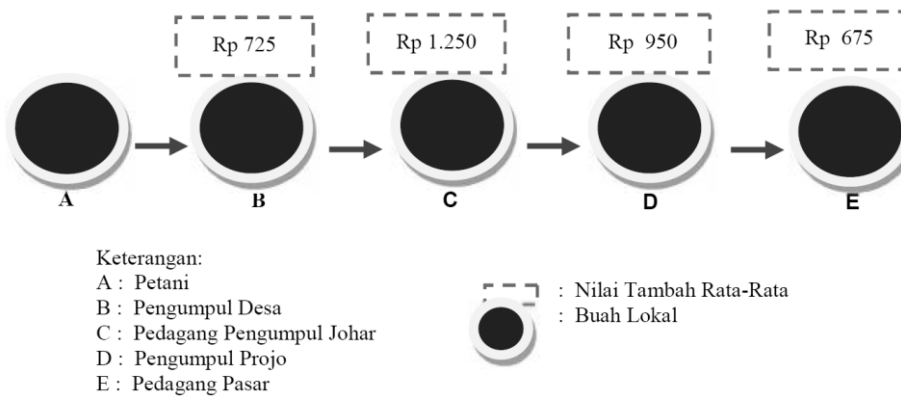 Rp 725
Rp 1.250
Rp 950
Rp 675
A
B
C
D
E
Keterangan:
A : Petani
B : Pengumpul Desa
C : Pedagang Pengumpul Johar
D : Pengumpul Projo
E : Pedagang Pasar
: Nilai Tambah Rata-Rata
: Buah Lokal